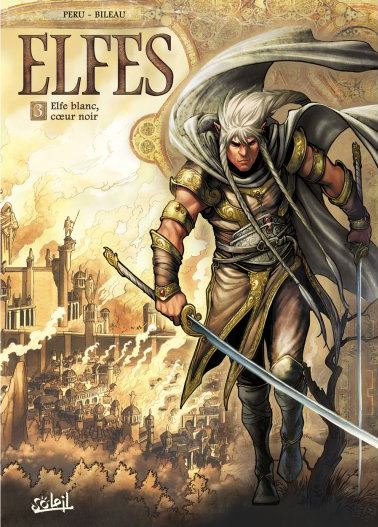 PERU - BILEAU
ELFES
3
Elfe blanc,
cœur noir
SOLEIL